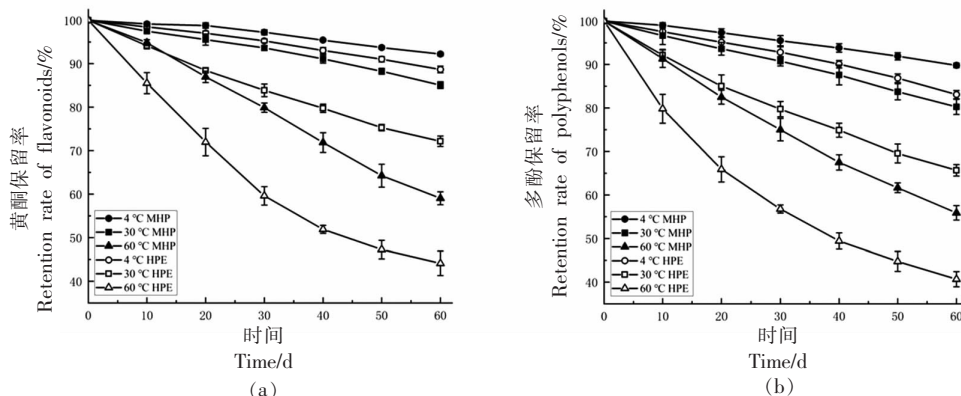 100
90
80
70
60
50
40
黄酮保留率
Retention rate of flavonoids/%
4 ℃ MHP
30 ℃ MHP
60 ℃ MHP
4 ℃ HPE
30 ℃ HPE
60 ℃ HPE
0 10 20 30 40 50 60
时间
Time/d
(a)
100
90
80
70
60
50
40
多酚保留率
Retention rate of polyphenols/%
4 ℃ MHP
30 ℃ MHP
60 ℃ MHP
4 ℃ HPE
30 ℃ HPE
60 ℃ HPE
0 10 20 30 40 50 60
时间
Time/d
(b)